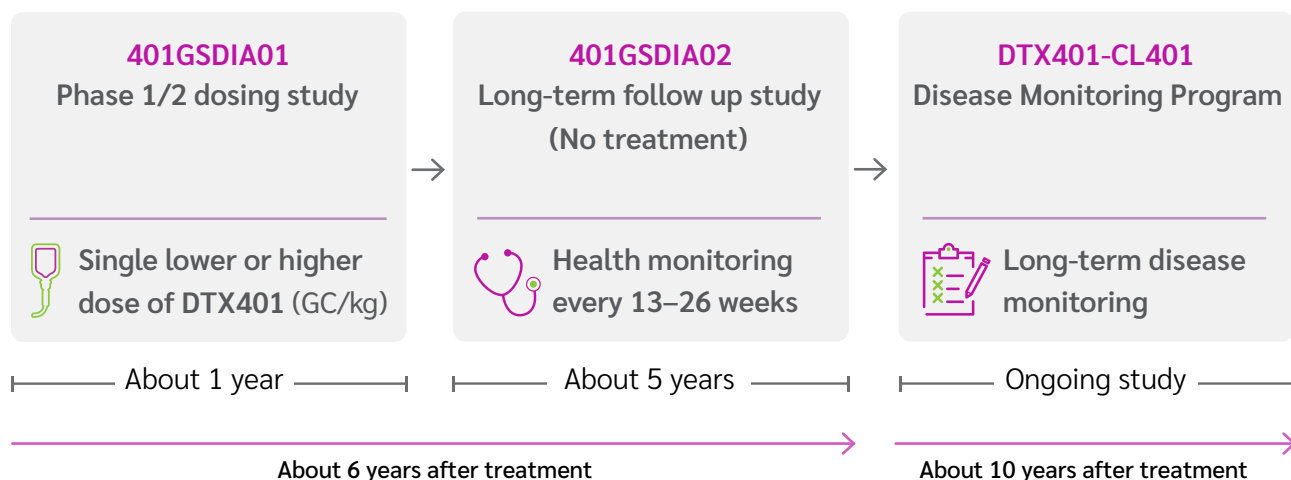 401GSDIA01
Phase 1/2 dosing study
Single lower or higher
dose of DTX401 (GC/kg)
About 1 year
401GSDIA02
Long-term follow up study
(No treatment)
Health monitoring
every 13–26 weeks
About 5 years
DTX401-CL401
Disease Monitoring Program
Long-term disease
monitoring
Ongoing study
About 6 years after treatment
About 10 years after treatment